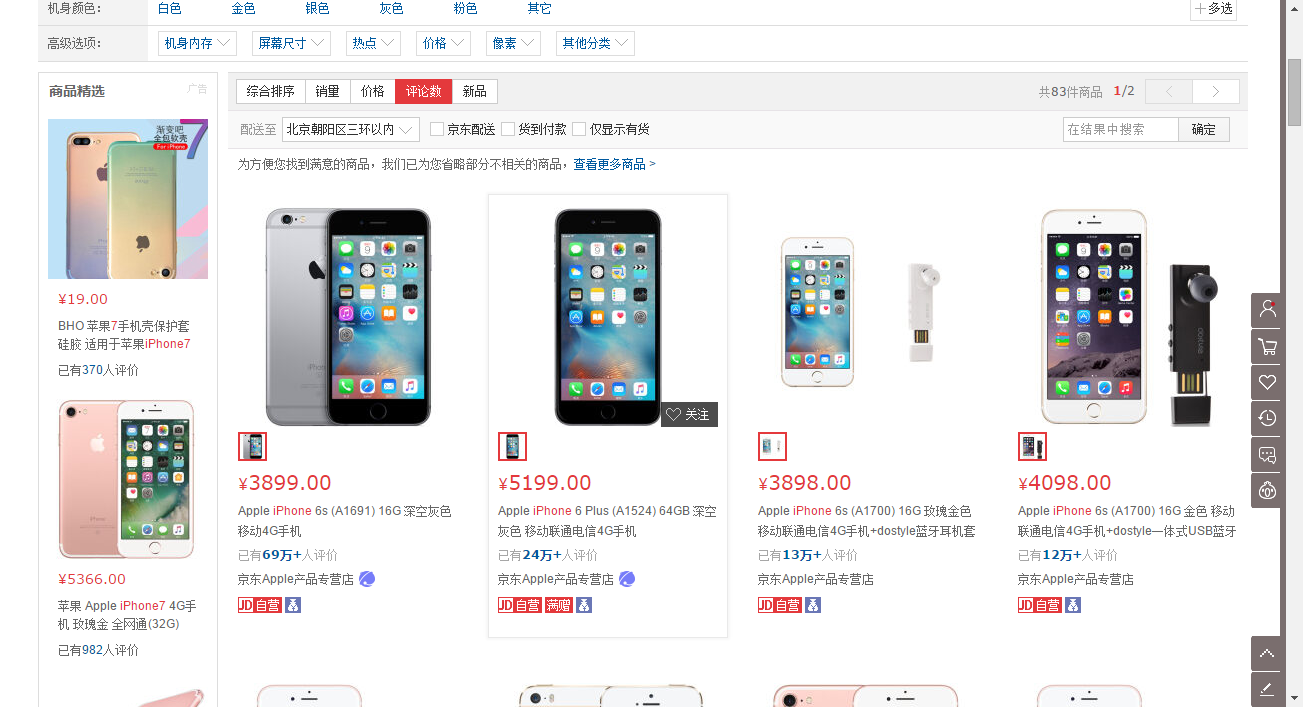 机身颜色： 白色 金色 银色 灰色 粉色 其它 多选
高级选项： 机身内存 屏幕尺寸 热点 价格 像素 其他分类
商品精选 广告
综合排序 销量 价格 评论数 新品 共83件商品 1/2
配送至 北京朝阳区三环以内 京东配送 货到付款 仅显示有货 在结果中搜索 确定
为方便您找到满意的商品，我们已为您省略部分不相关的商品，查看更多商品 >
渐变吧 7
全包软壳
For iPhone
¥19.00
BHO 苹果7手机壳保护套
硅胶 适用于苹果iPhone7
已有370人评价
¥5366.00
苹果 Apple iPhone7 4G手
机 玫瑰金 全网通(32G)
已有982人评价
¥3899.00
Apple iPhone 6s (A1691) 16G 深空灰色
移动4G手机
已有69万+人评价
京东Apple产品专营店
JD 自营
关注
¥5199.00
Apple iPhone 6 Plus (A1524) 64GB 深空
灰色 移动联通电信4G手机
已有24万+人评价
京东Apple产品专营店
JD 自营 满赠
¥3898.00
Apple iPhone 6s (A1700) 16G 玫瑰金色
移动联通电信4G手机+dostyle蓝牙耳机套
已有13万+人评价
京东Apple产品专营店
JD 自营
dostyle
¥4098.00
Apple iPhone 6s (A1700) 16G 金色 移动
联通电信4G手机+dostyle一体式USB蓝牙
已有12万+人评价
京东Apple产品专营店
JD 自营